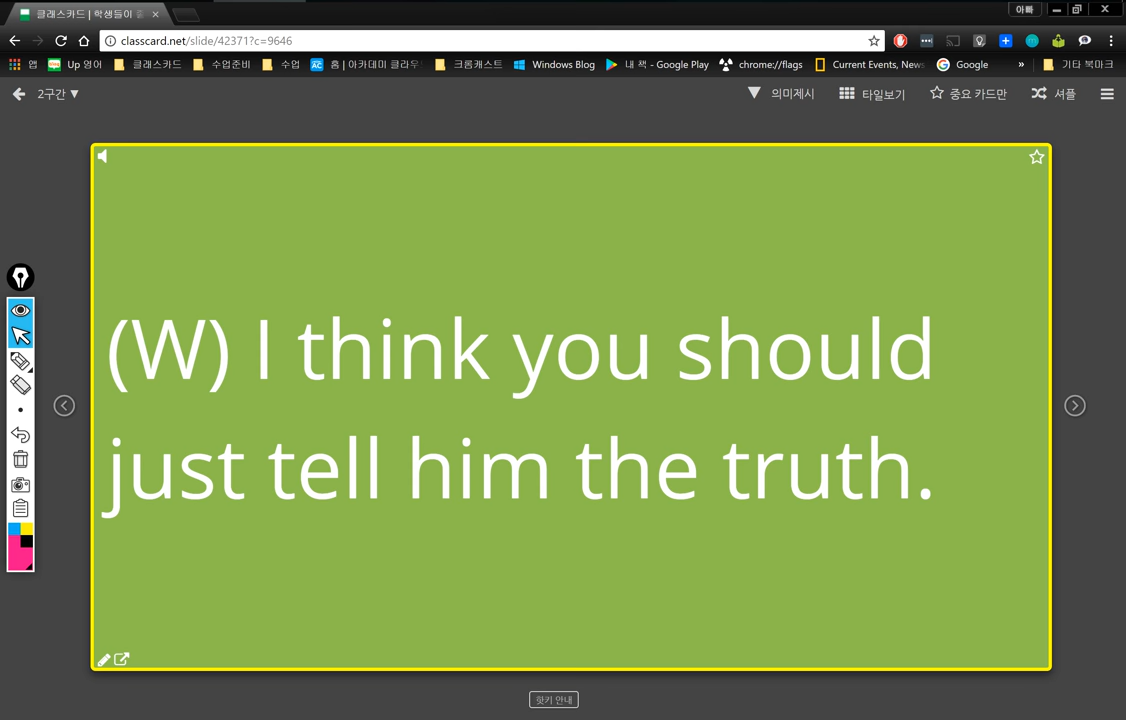 클래스카드 | 학생들이 좋
아빠
classcard.net/slide/42371?c=9646
앱 Up 영어 클래스카드 수업준비 수업 홈 | 아카데미 클라우 크롬캐스트 Windows Blog 내 책 - Google Play chrome://flags Current Events, News Google » 기타 북마크
2구간 ▼ ▼ 의미제시 타일보기 중요 카드만 셔플
(W) I think you should
just tell him the truth.
핫키 안내